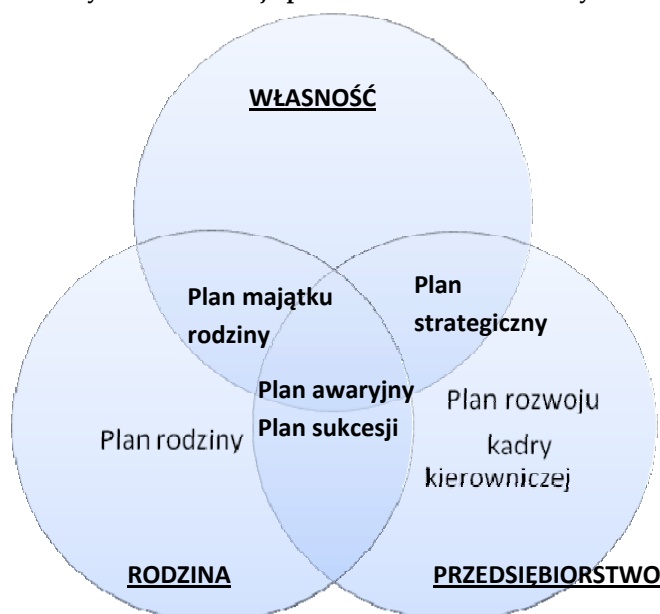 WŁASNOŚĆ
Plan majątku
rodziny
Plan
strategiczny
Plan awaryjny
Plan sukcesji
Plan rodziny
Plan rozwoju
kadry
kierowniczej
RODZINA
PRZEDSIĘBIORSTWO